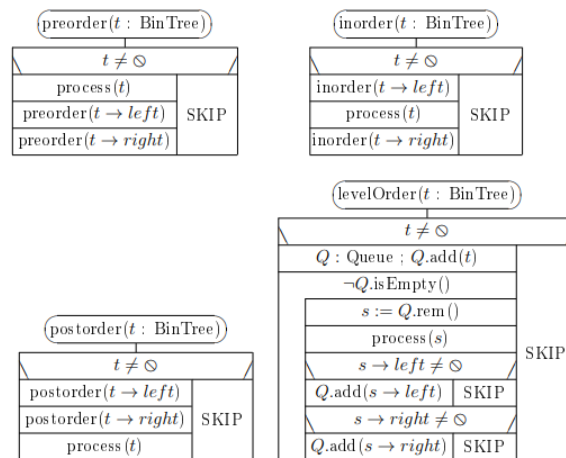 preorder(t : BinTree)
t ≠ ⊘
process(t)
preorder(t → left)
preorder(t → right)
SKIP
inorder(t : BinTree)
t ≠ ⊘
inorder(t → left)
process(t)
inorder(t → right)
SKIP
postorder(t : BinTree)
t ≠ ⊘
postorder(t → left)
postorder(t → right)
process(t)
SKIP
levelOrder(t : BinTree)
t ≠ ⊘
Q : Queue ; Q.add(t)
¬Q.isEmpty()
s := Q.rem()
process(s)
s → left ≠ ⊘
Q.add(s → left) SKIP
s → right ≠ ⊘
Q.add(s → right) SKIP
SKIP